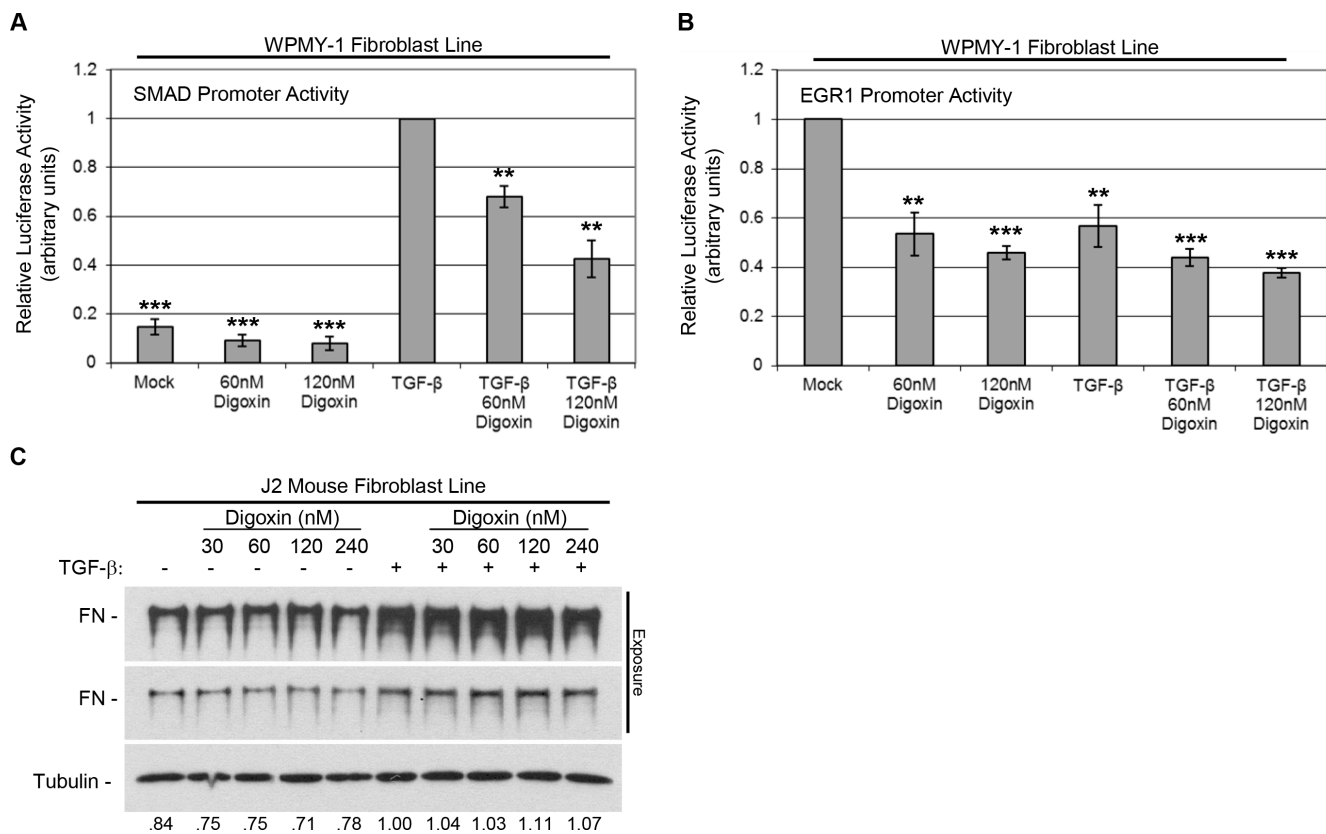 A
WPMY-1 Fibroblast Line
SMAD Promoter Activity
Relative Luciferase Activity
(arbitrary units)
1.2
1
0.8
0.6
0.4
0.2
0
***
***
***
**
**
Mock
60nM
Digoxin
120nM
Digoxin
TGF-β
TGF-β
60nM
Digoxin
TGF-β
120nM
Digoxin
B
WPMY-1 Fibroblast Line
EGR1 Promoter Activity
Relative Luciferase Activity
(arbitrary units)
1.2
1
0.8
0.6
0.4
0.2
0
**
***
**
***
***
Mock
60nM
Digoxin
120nM
Digoxin
TGF-β
TGF-β
60nM
Digoxin
TGF-β
120nM
Digoxin
C
J2 Mouse Fibroblast Line
Digoxin (nM) Digoxin (nM)
30 60 120 240 30 60 120 240
TGF-β: - - - - - + + + + +
FN -
FN -
Exposure
Tubulin -
.84 .75 .75 .71 .78 1.00 1.04 1.03 1.11 1.07